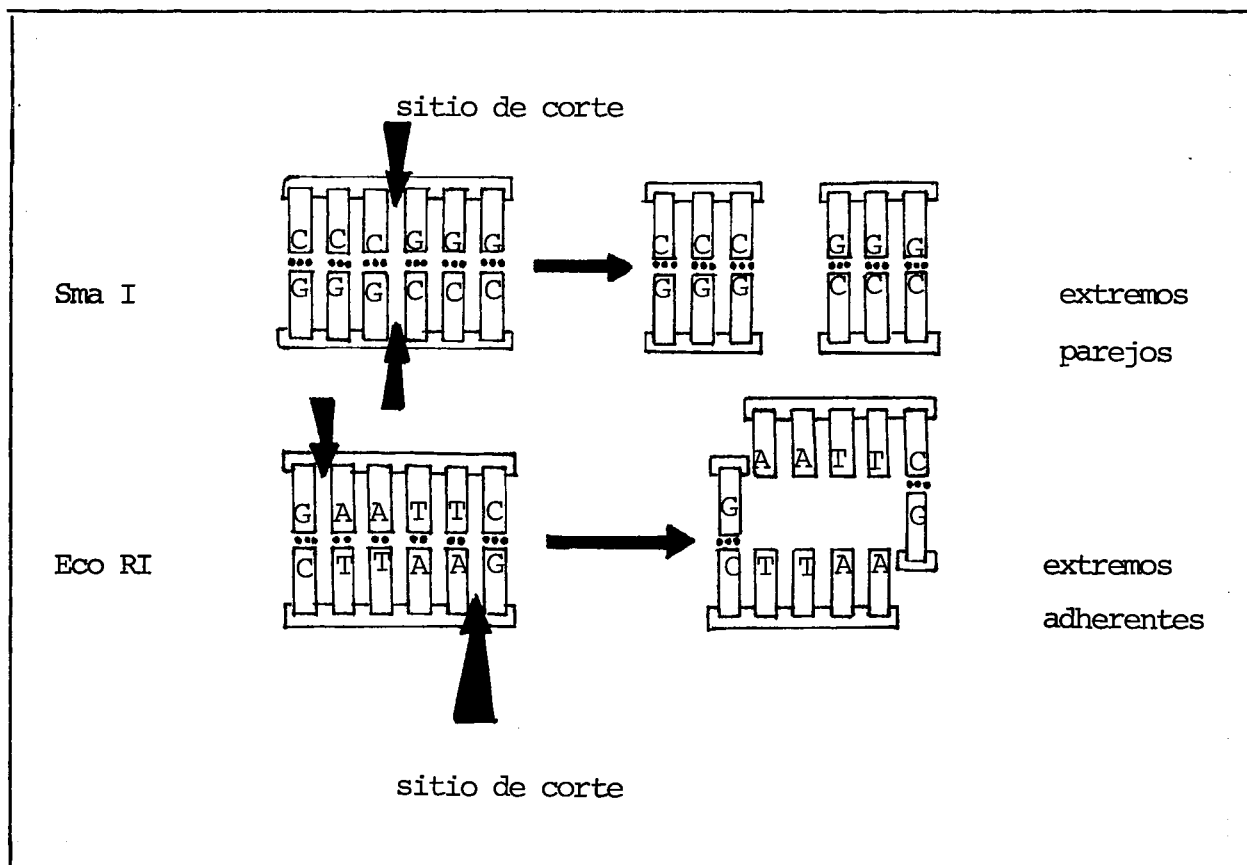 sitio de corte
C C C G G G
G G G C C C
C C C
G G G
G G G
C C C
Sma I
extremos
parejos
G A A T T C
C T T A A G
A A T T C
G
G
C T T A A
Eco RI
extremos
adherentes
sitio de corte